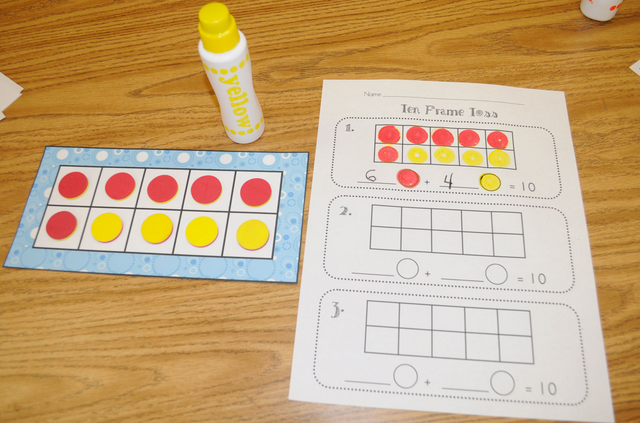 yellow
Name
Ten Frame Toss
1.
6 + 4 = 10
2.
+ = 10
3.
+ = 10